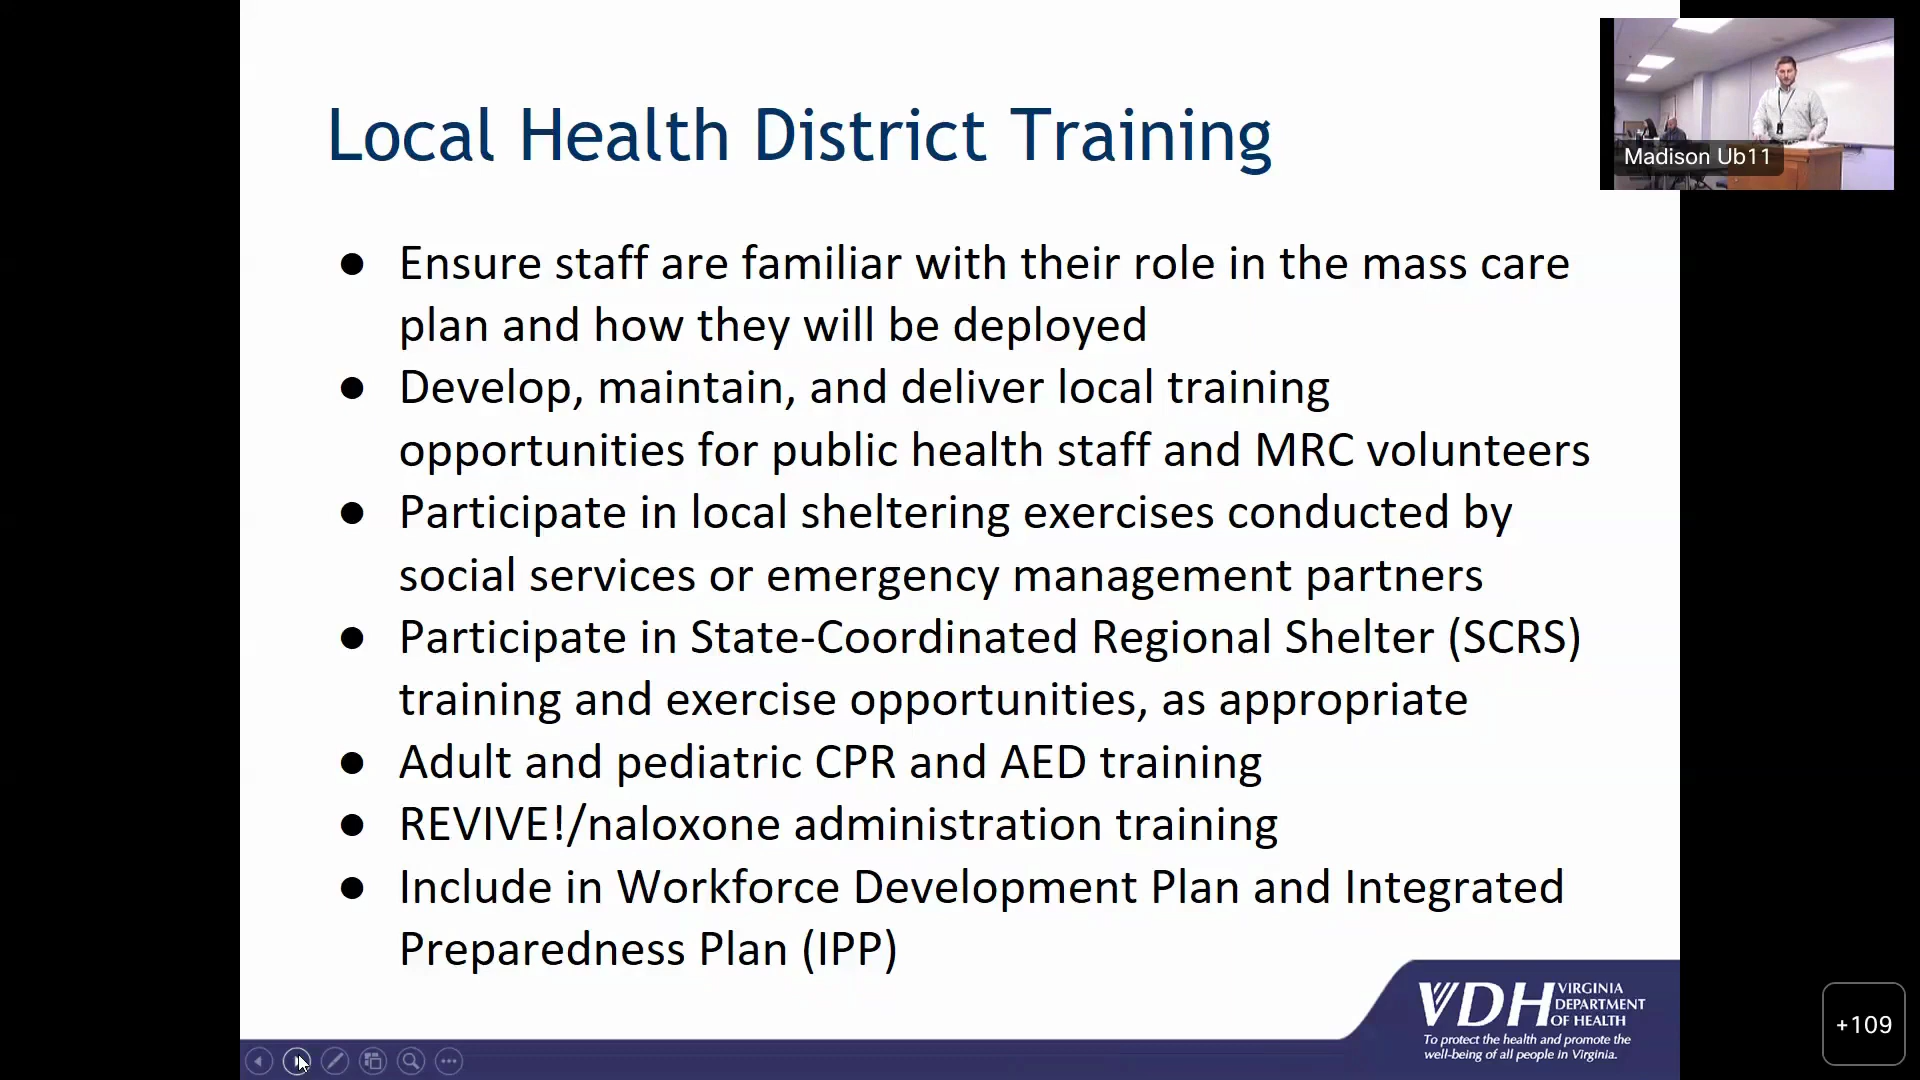 Local Health District Training
Madison Ub11
● Ensure staff are familiar with their role in the mass care
plan and how they will be deployed
● Develop, maintain, and deliver local training
opportunities for public health staff and MRC volunteers
● Participate in local sheltering exercises conducted by
social services or emergency management partners
● Participate in State-Coordinated Regional Shelter (SCRS)
training and exercise opportunities, as appropriate
● Adult and pediatric CPR and AED training
● REVIVE!/naloxone administration training
● Include in Workforce Development Plan and Integrated
Preparedness Plan (IPP)
VDH VIRGINIA
DEPARTMENT
OF HEALTH
To protect the health and promote the
well-being of all people in Virginia.
+109